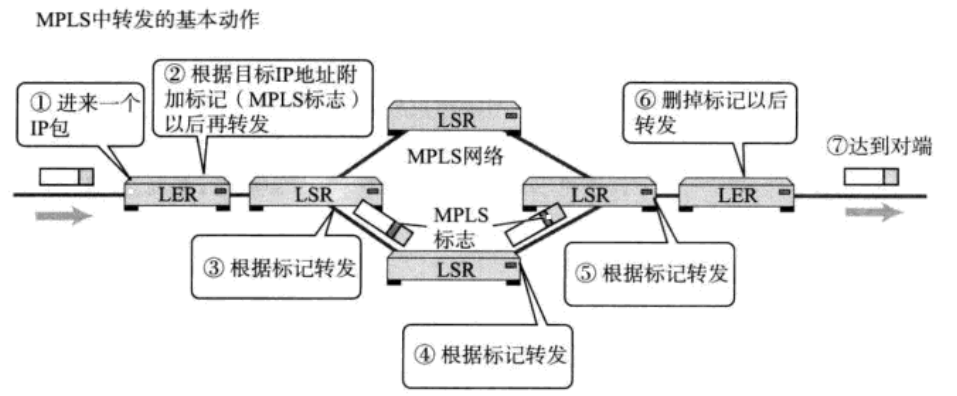 MPLS中转发的基本动作
① 进来一个
IP包
② 根据目标IP地址附
加标记（MPLS标志）
以后再转发
LSR
MPLS网络
⑥ 删掉标记以后
转发
⑦达到对端
LER
LSR
LSR
LER
MPLS
标志
③ 根据标记转发
LSR
⑤ 根据标记转发
④ 根据标记转发